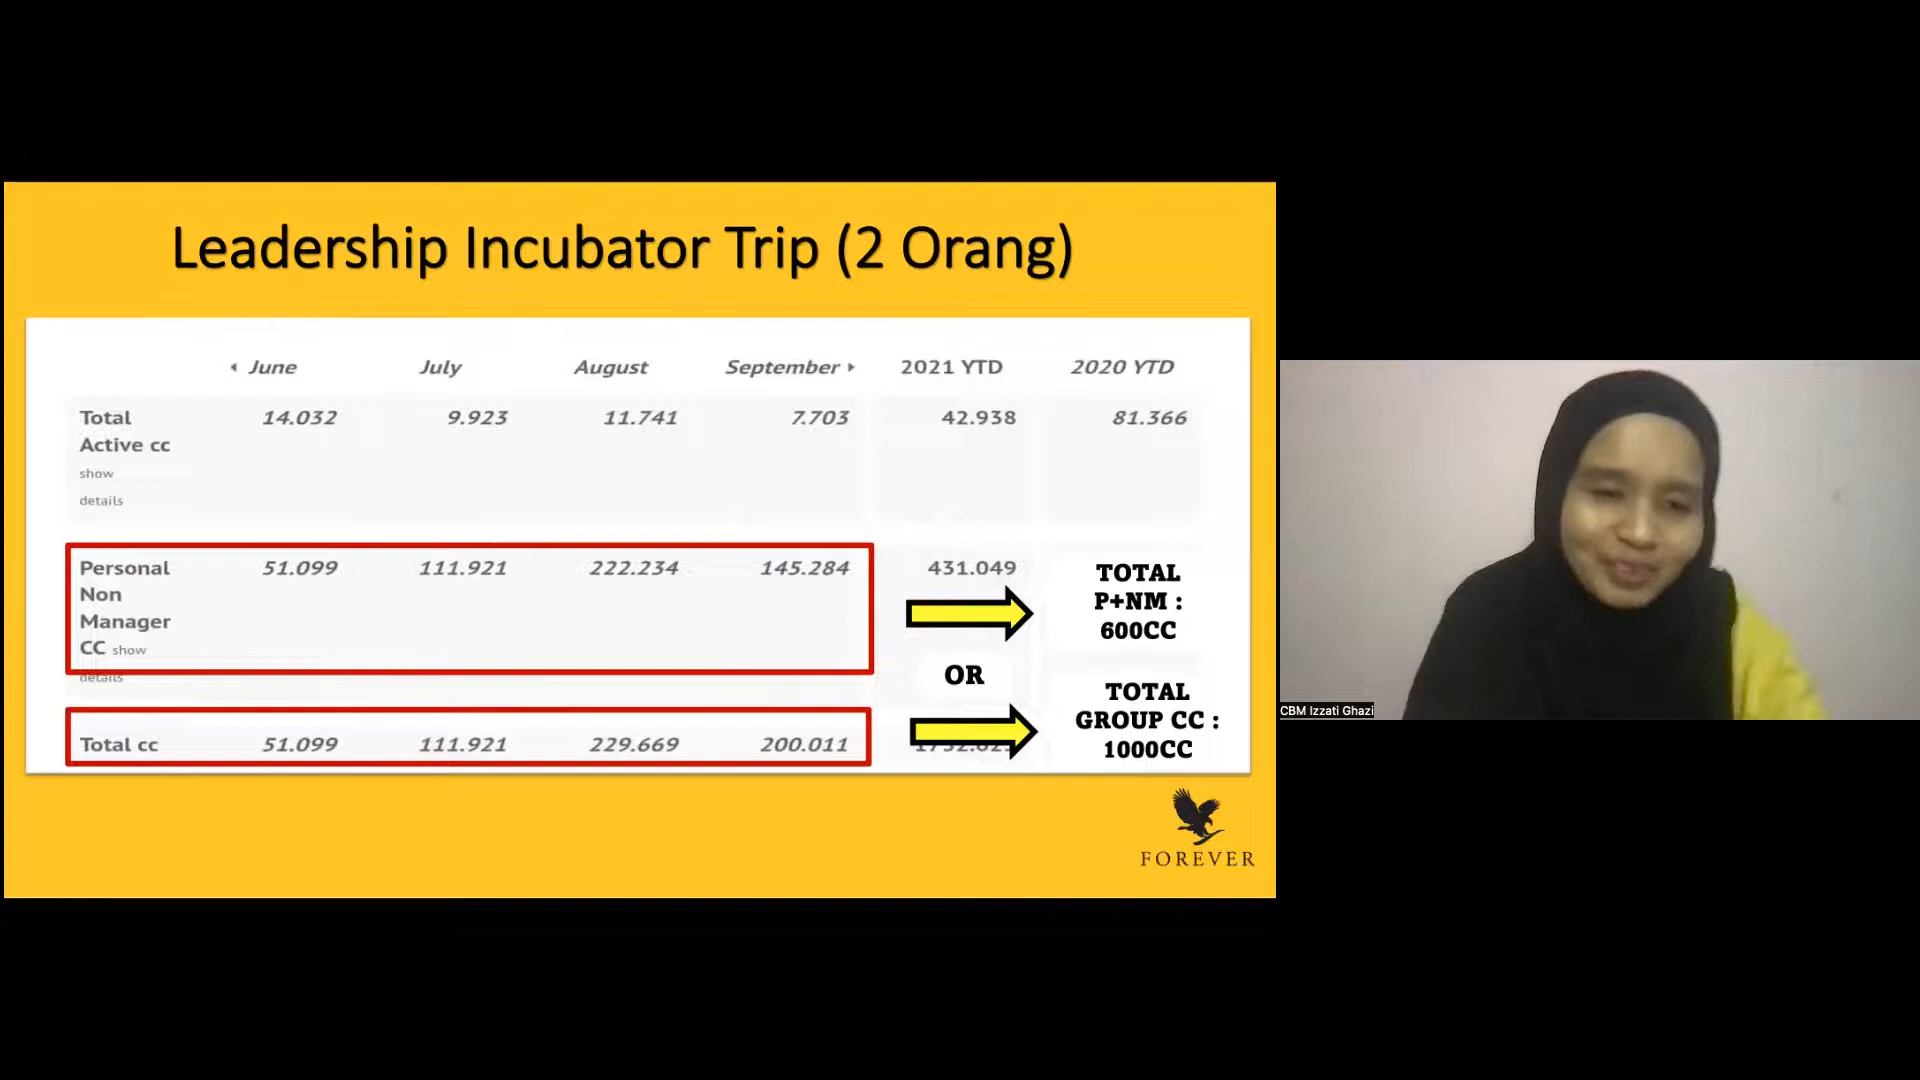 Leadership Incubator Trip (2 Orang)
June July August September 2021 YTD 2020 YTD
Total 14.032 9.923 11.741 7.703 42.938 81.366
Active cc
show
details
Personal 51.099 111.921 222.234 145.284 431.049
Non
Manager
CC show
details
TOTAL
P+NM :
600CC
OR
Total cc 51.099 111.921 229.669 200.011
TOTAL
GROUP CC :
1000CC
FOREVER
CBM Izzati Ghazi